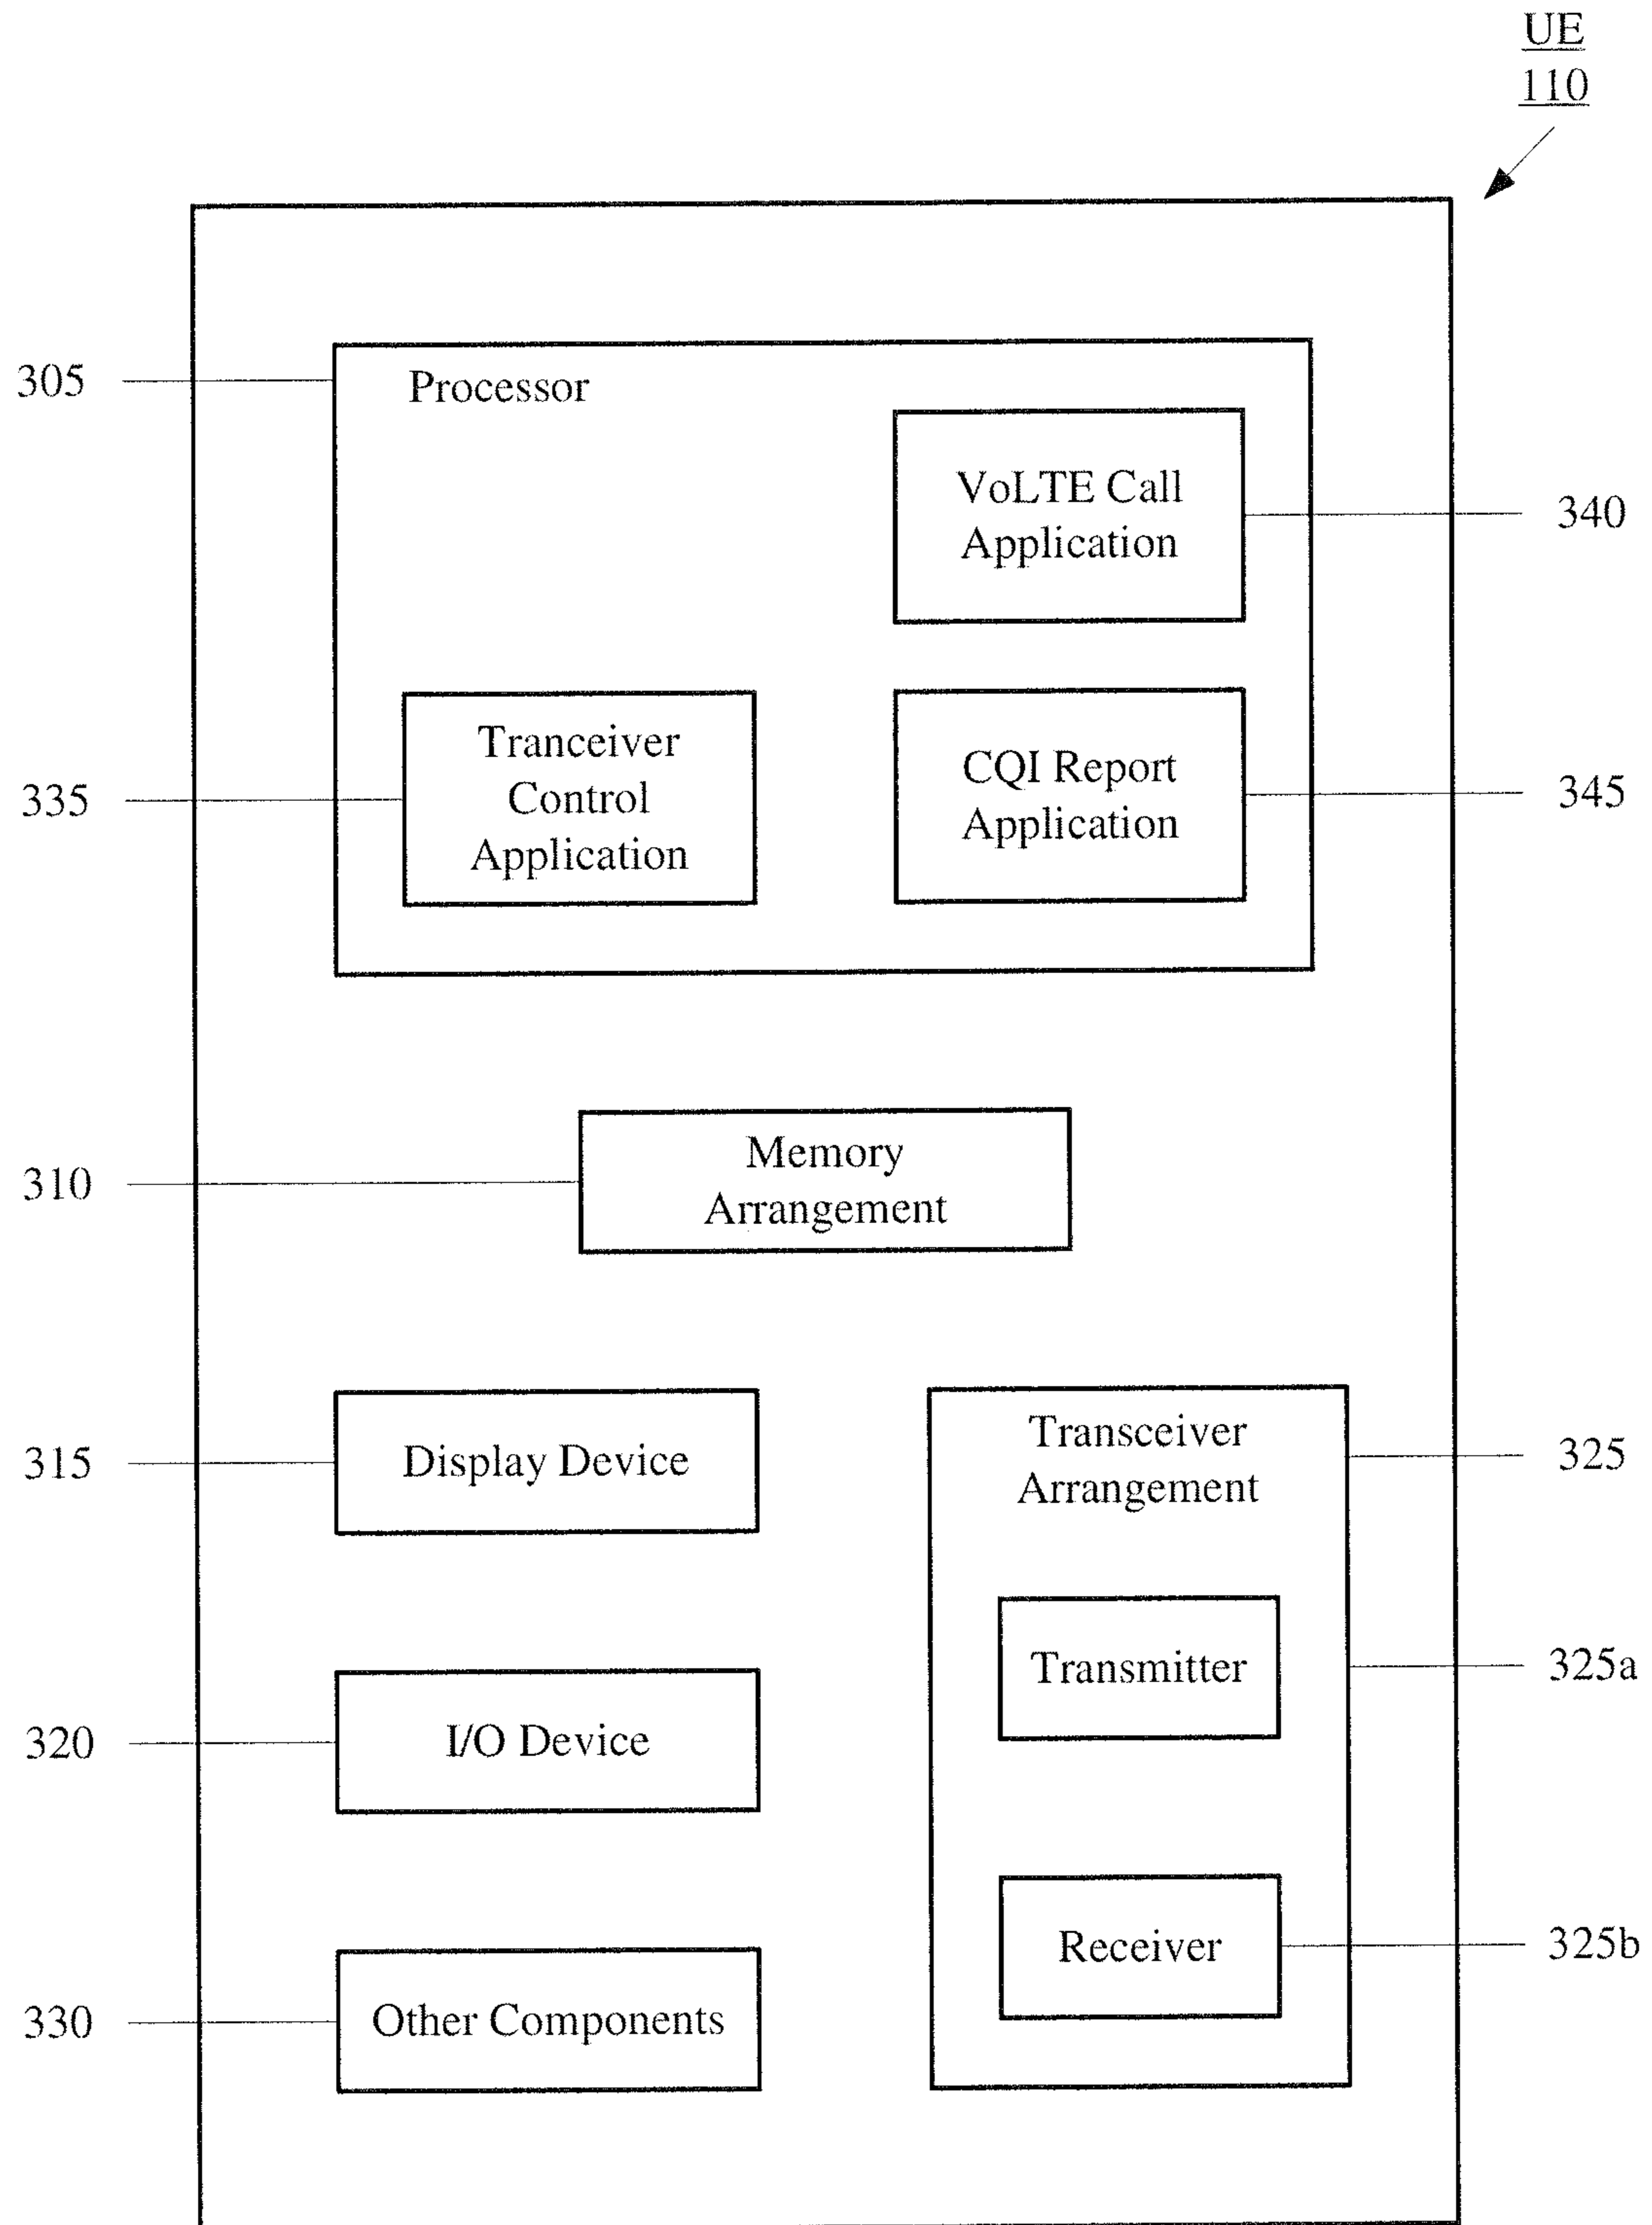 UE
110
305
Processor
VoLTE Call
Application
340
335
Tranceiver
Control
Application
CQI Report
Application
345
310
Memory
Arrangement
315
Display Device
Transceiver
Arrangement
325
320
I/O Device
Transmitter
325a
330
Other Components
Receiver
325b